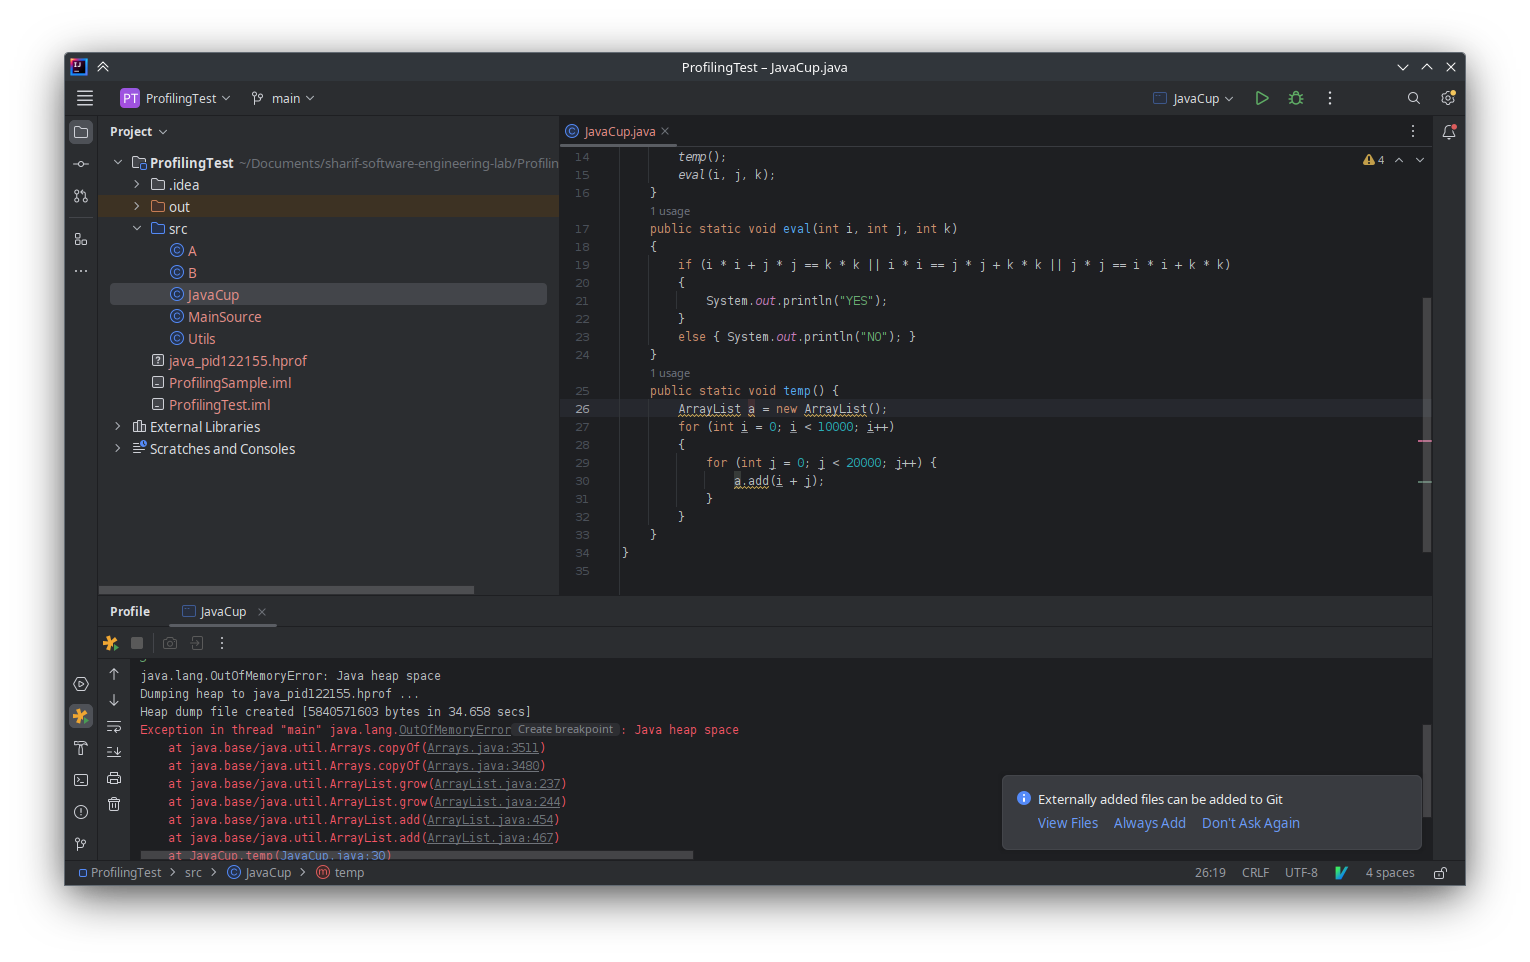 ProfilingTest – JavaCup.java
PT ProfilingTest main JavaCup
Project
ProfilingTest ~/Documents/sharif-software-engineering-lab/Profilin
.idea
out
src
A
B
JavaCup
MainSource
Utils
java_pid122155.hprof
ProfilingSample.iml
ProfilingTest.iml
External Libraries
Scratches and Consoles
JavaCup.java
4
14 temp();
15 eval(i, j, k);
16 }
1 usage
17 public static void eval(int i, int j, int k)
18 {
19 if (i * i + j * j == k * k || i * i == j * j + k * k || j * j == i * i + k * k)
20 {
21 System.out.println("YES");
22 }
23 else { System.out.println("NO"); }
24 }
1 usage
25 public static void temp() {
26 ArrayList a = new ArrayList();
27 for (int i = 0; i < 10000; i++)
28 {
29 for (int j = 0; j < 20000; j++) {
30 a.add(i + j);
31 }
32 }
33 }
34 }
35
Profile JavaCup
java.lang.OutOfMemoryError: Java heap space
Dumping heap to java_pid122155.hprof ...
Heap dump file created [5840571603 bytes in 34.658 secs]
Exception in thread "main" java.lang.OutOfMemoryError Create breakpoint : Java heap space
at java.base/java.util.Arrays.copyOf(Arrays.java:3511)
at java.base/java.util.Arrays.copyOf(Arrays.java:3480)
at java.base/java.util.ArrayList.grow(ArrayList.java:237)
at java.base/java.util.ArrayList.grow(ArrayList.java:244)
at java.base/java.util.ArrayList.add(ArrayList.java:454)
at java.base/java.util.ArrayList.add(ArrayList.java:467)
at JavaCup.temp(JavaCup.java:30)
Externally added files can be added to Git
View Files Always Add Don't Ask Again
ProfilingTest > src > JavaCup > temp
26:19 CRLF UTF-8 4 spaces